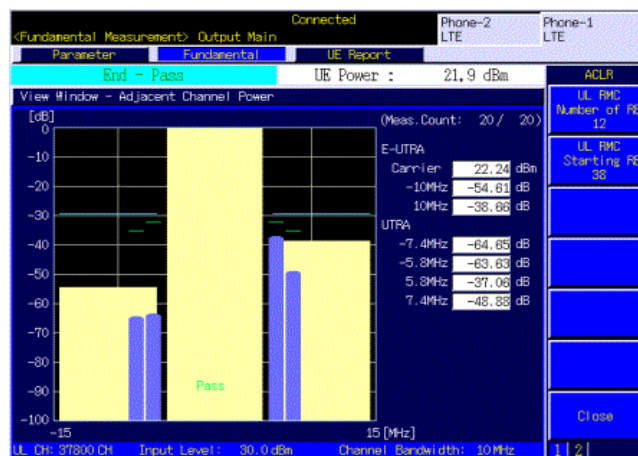 Connected
Phone-2
LTE
Phone-1
LTE
<Fundamental Measurement> Output Main
Parameter
Fundamental
UE Report
End - Pass
UE Power :
21.9 dBm
ACLR
View Window - Adjacent Channel Power
UL RMC
Number of RB
12
UL RMC
Starting RB
38
[dB]
(Meas.Count: 20/ 20)
0
-10
-20
-30
-40
-50
-60
-70
-80
-90
-100
E-UTRA
Carrier 22.24 dBm
-10MHz -54.61 dB
10MHz -38.66 dB
UTRA
-7.4MHz -64.65 dB
-5.8MHz -63.63 dB
5.8MHz -37.06 dB
7.4MHz -48.88 dB
Pass
-15
15 [MHz]
Close
UL CH: 37800 CH Input Level: 30.0 dBm Channel Bandwidth: 10 MHz
1 2